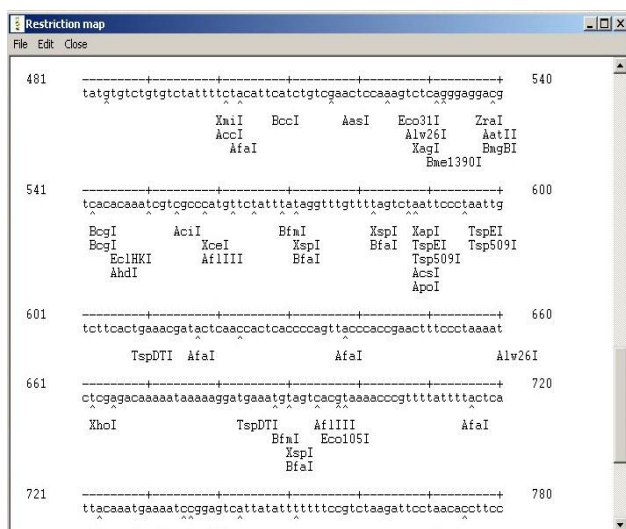 Restriction map
File Edit Close
481 ---------+---------+---------+---------+---------+---------+ 540
tatgtgtctgtgtctattttctacattcatctgtcgaactccaaagtctcagggaggacg
XmiI BccI AasI Eco31I ZraI
AccI Alw26I AatII
AfaI XagI BmgBI
Bme1390I
541 ---------+---------+---------+---------+---------+---------+ 600
tcacacaaatcgtcgcccatgttctatttataggtttgttttagtctaattccctaattg
BcgI AciI BfmI XspI XapI TspEI
BcgI XceI XspI BfaI TspEI Tsp509I
EclHKI AflIII BfaI Tsp509I
AhdI AcsI
ApoI
601 ---------+---------+---------+---------+---------+---------+ 660
tcttcactgaaacgatactcaaccactcaccccagttacccaccgaactttccctaaaat
TspDTI AfaI AfaI Alw26I
661 ---------+---------+---------+---------+---------+---------+ 720
ctcgagacaaaaataaaaaggatgaaatgtagtcacgtaaaacccgttttattttactca
XhoI TspDTI AflIII AfaI
BfmI Eco105I
XspI
BfaI
721 ---------+---------+---------+---------+---------+---------+ 780
ttacaaatgaaaatccggagtcattatatttttttccgtctaagattcctaacaccttcc